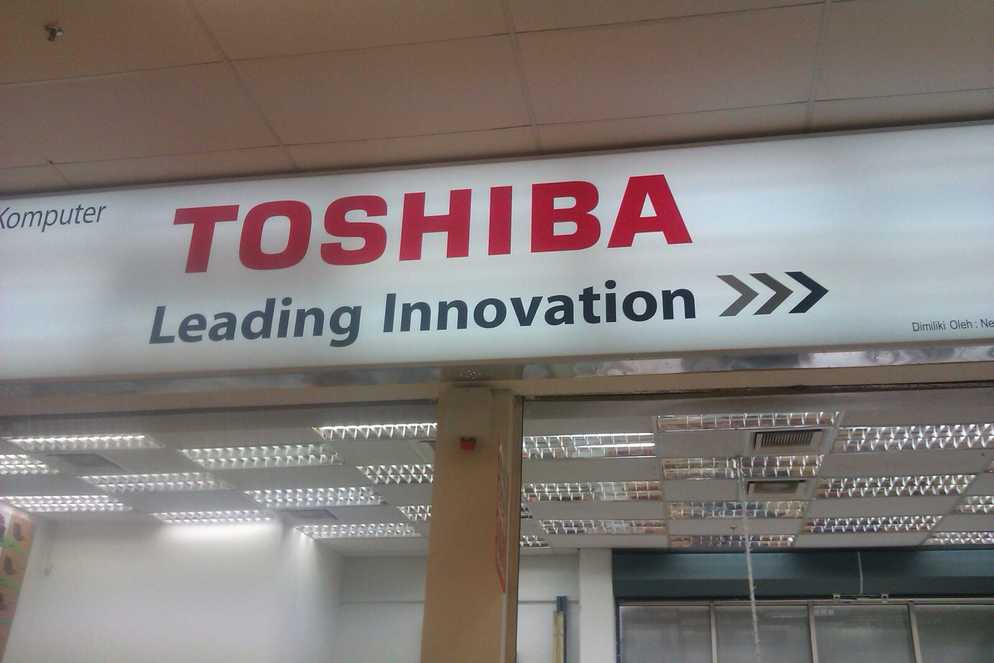 Komputer
TOSHIBA
Leading Innovation >>>
Dimiliki Oleh :